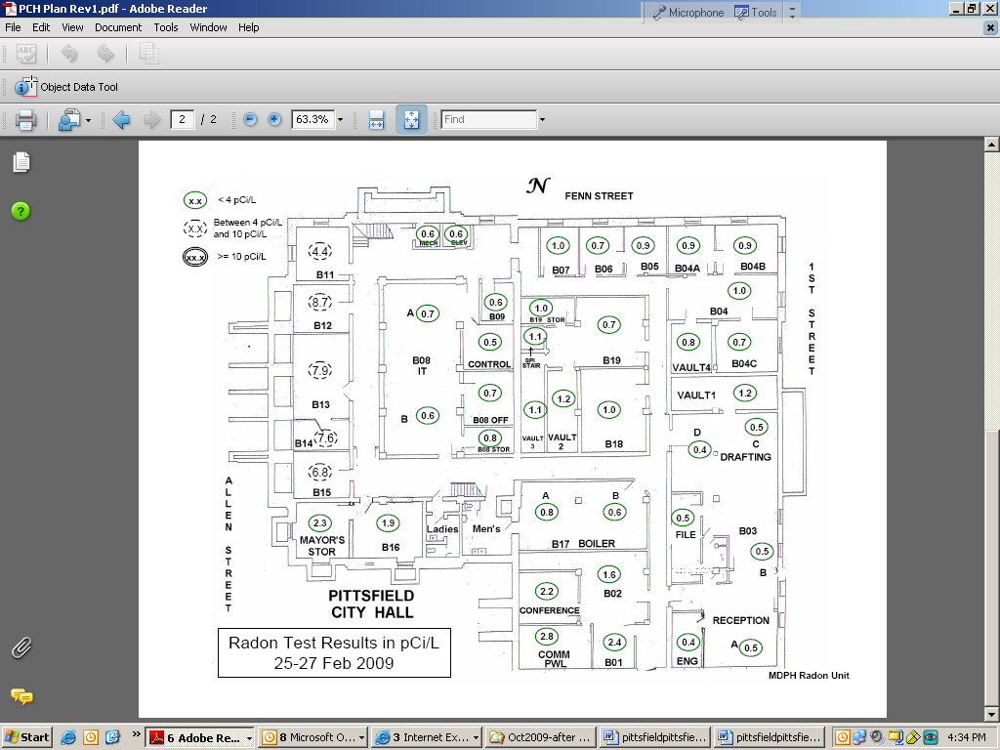 PCH Plan Rev1.pdf - Adobe Reader
Microphone Tools
File Edit View Document Tools Window Help
Object Data Tool
2 / 2 63.3% Find
x.x < 4 pCi/L
x.x Between 4 pCi/L
and 10 pCi/L
xx.x >= 10 pCi/L
N
FENN STREET
1ST STREET
ALLEN STREET
4.4
B11
0.6 0.6
MECH ELEV
1.0 0.7 0.9 0.9 0.9
B07 B06 B05 B04A B04B
8.7
B12
A 0.7
0.6
B09
1.0
B19 STOR
0.7
B19
1.0
B04
1.1
SPI
STAIR
0.5
CONTROL
0.8
VAULT4
0.7
B04C
B08
IT
7.9
B13
0.7
B08 OFF
1.1
VAULT
3
1.2
VAULT
2
1.0
B18
VAULT1 1.2
B 0.6
0.8
B08 STOR
B14 7.6
D
0.4
0.5
C
DRAFTING
6.8
B15
2.3
MAYOR'S
STOR
1.9
B16
Ladies
Men's
A B
0.8 0.6
B17 BOILER
0.5
FILE
B03
0.5
B
1.6
B02
2.2
CONFERENCE
2.8
COMM
PWL
2.4
B01
0.4
ENG
RECEPTION
A 0.5
PITTSFIELD
CITY HALL
Radon Test Results in pCi/L
25-27 Feb 2009
MDPH Radon Unit
Start
6 Adobe Re...
8 Microsoft O...
3 Internet Ex...
Oct2009-after ...
pittsfieldpittsfie...
pittsfieldpittsfie...
4:34 PM